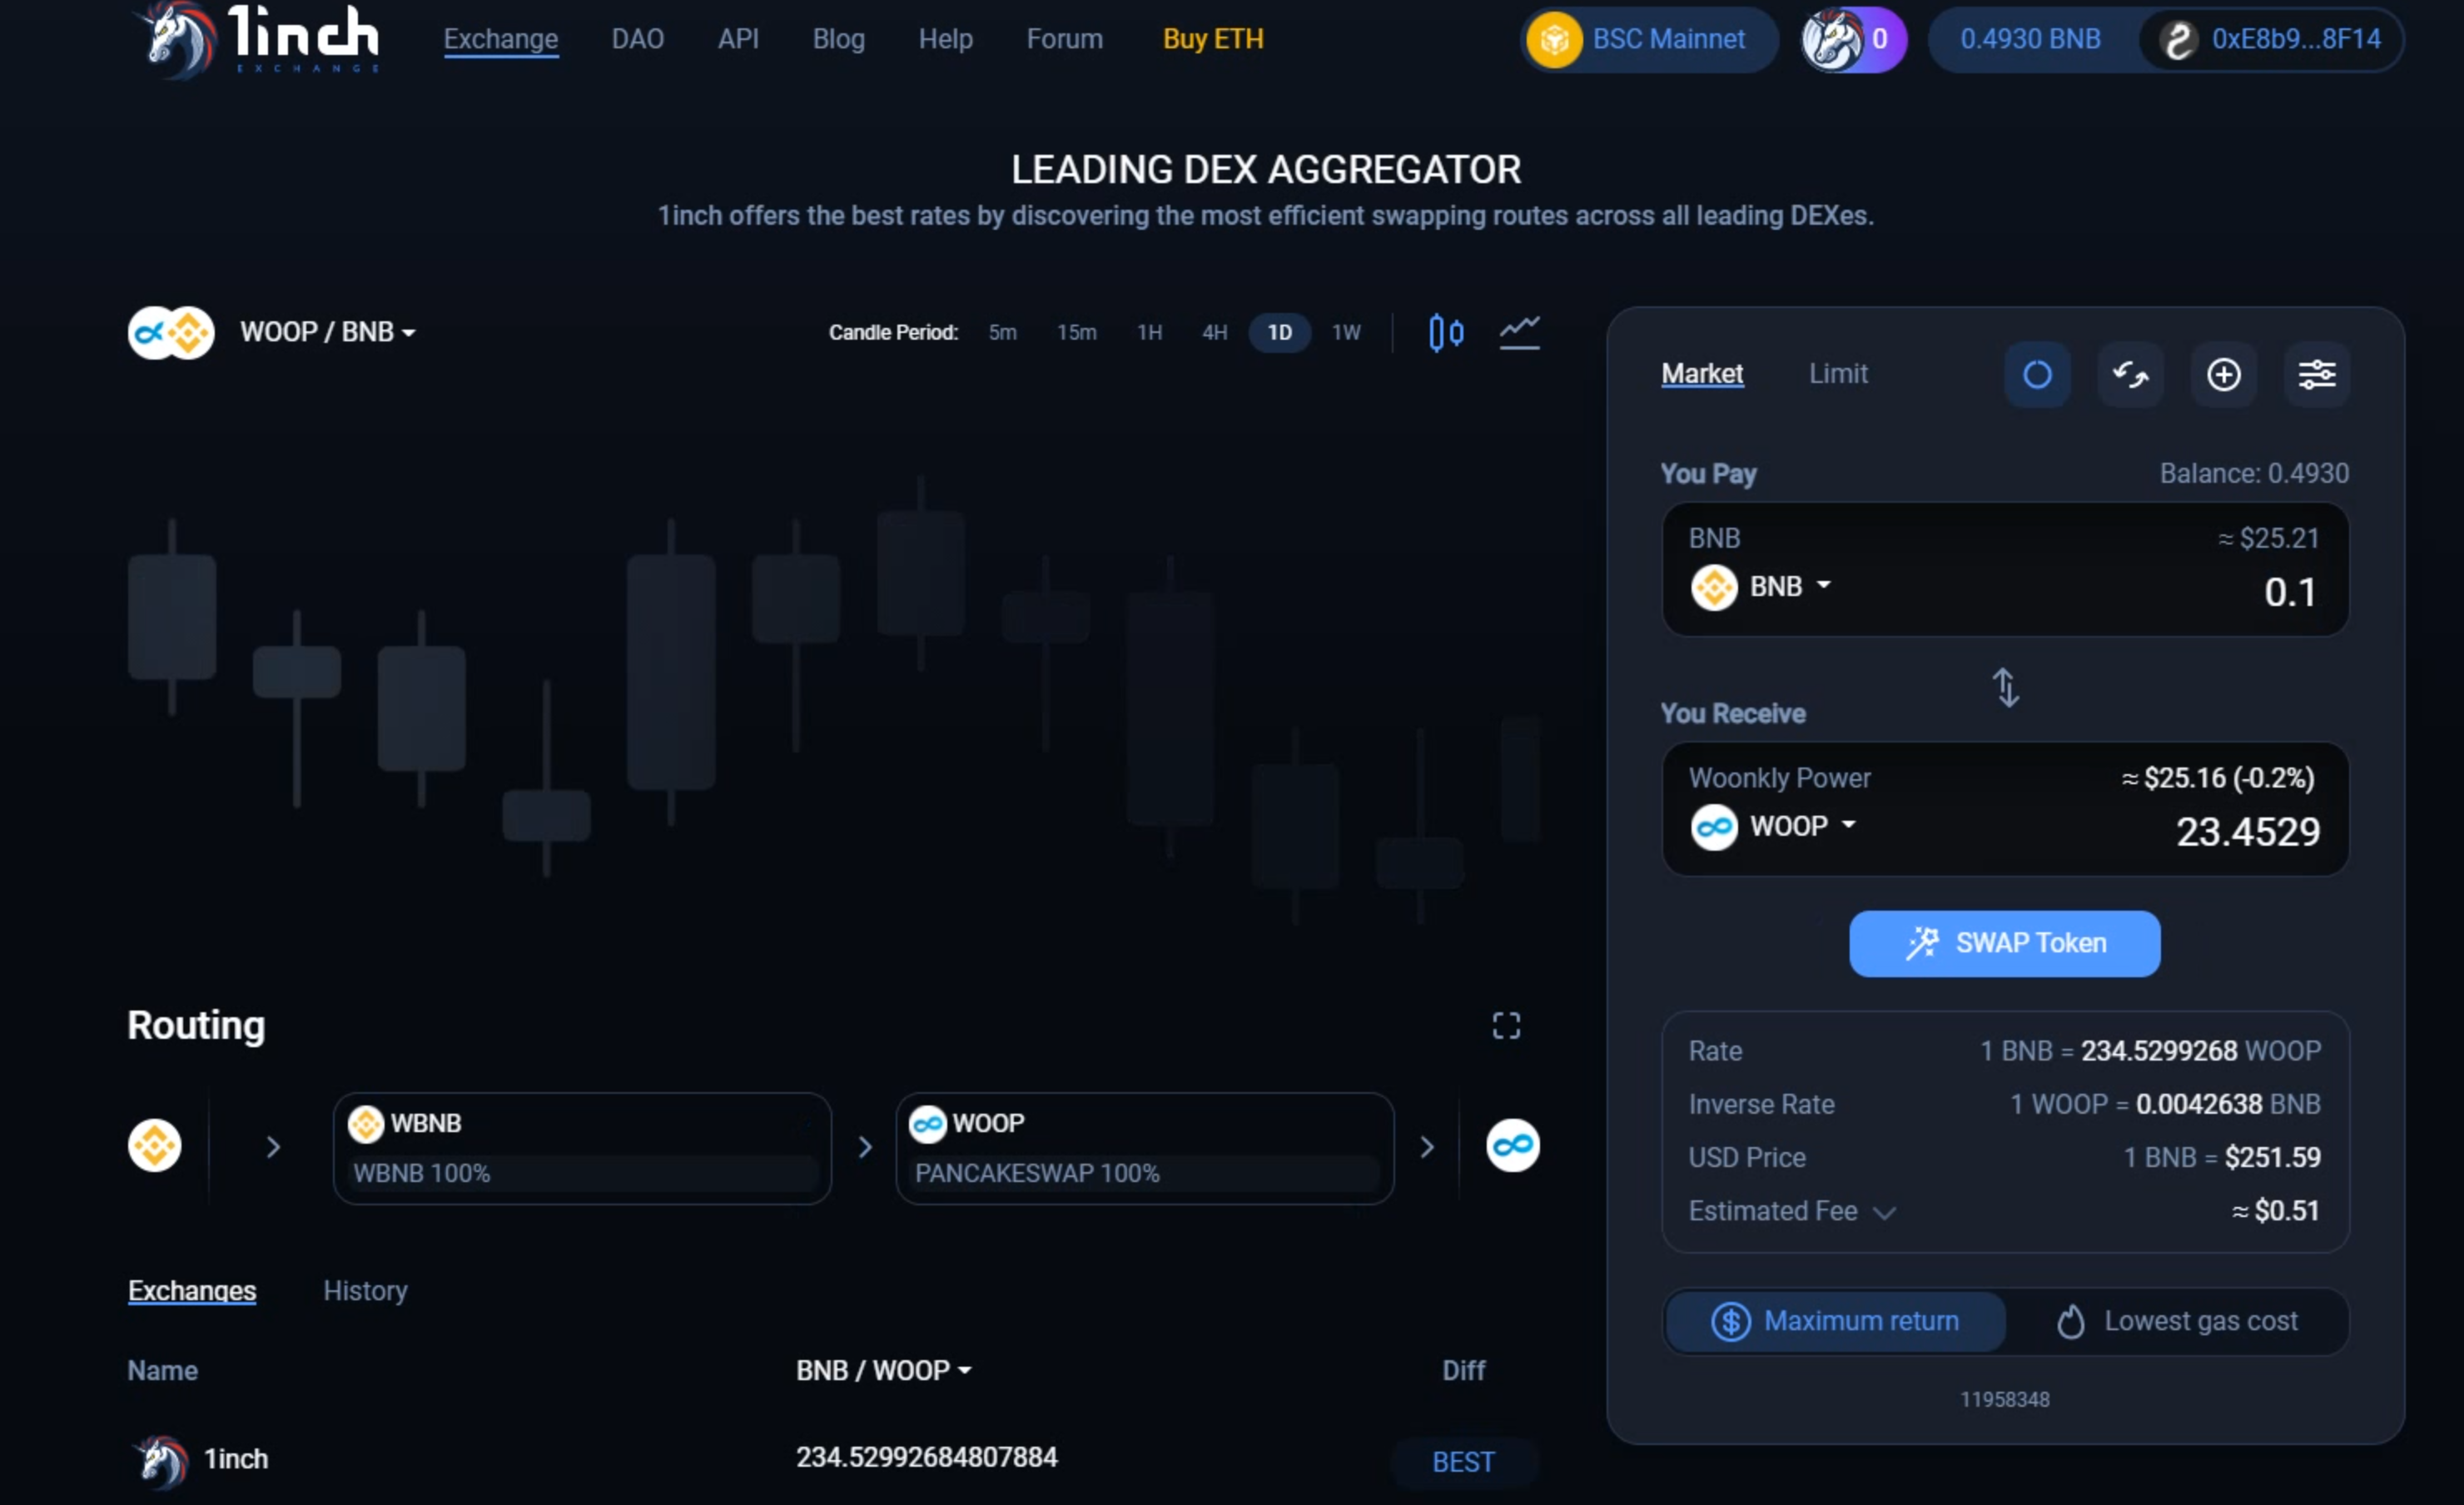 1inch
EXCHANGE
Exchange DAO API Blog Help Forum Buy ETH
BSC Mainnet 0 0.4930 BNB 0xE8b9...8F14
LEADING DEX AGGREGATOR
1inch offers the best rates by discovering the most efficient swapping routes across all leading DEXes.
WOOP / BNB
Candle Period: 5m 15m 1H 4H 1D 1W
Routing
WBNB
WBNB 100%
WOOP
PANCAKESWAP 100%
Exchanges History
Name BNB / WOOP Diff
1inch 234.52992684807884 BEST
Market Limit
You Pay Balance: 0.4930
BNB ≈ $25.21
BNB 0.1
You Receive
Woonkly Power ≈ $25.16 (-0.2%)
WOOP 23.4529
SWAP Token
Rate 1 BNB = 234.5299268 WOOP
Inverse Rate 1 WOOP = 0.0042638 BNB
USD Price 1 BNB = $251.59
Estimated Fee ≈ $0.51
Maximum return Lowest gas cost
11958348